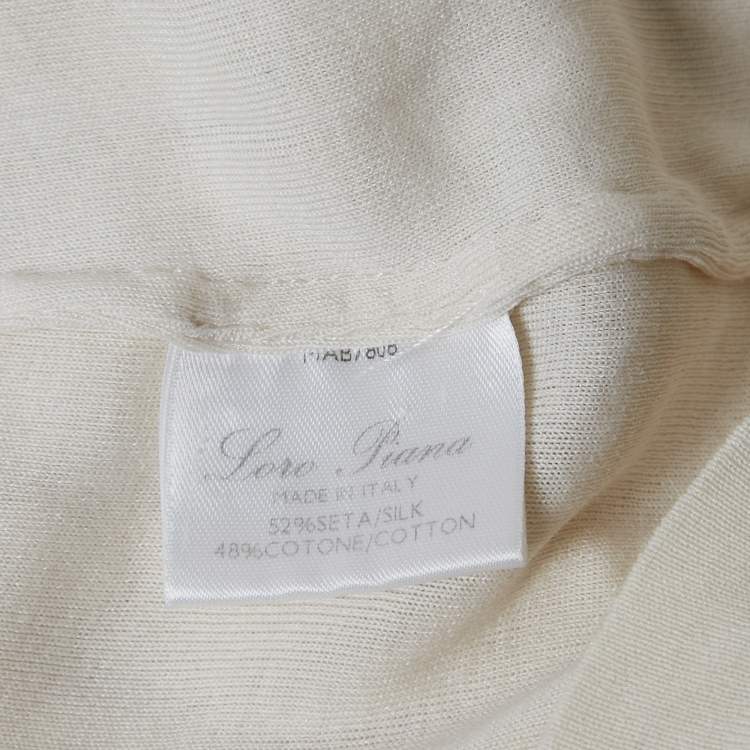 Loro Piana
MADE IN ITALY
52%SETA/SILK
48%COTONE/COTTON